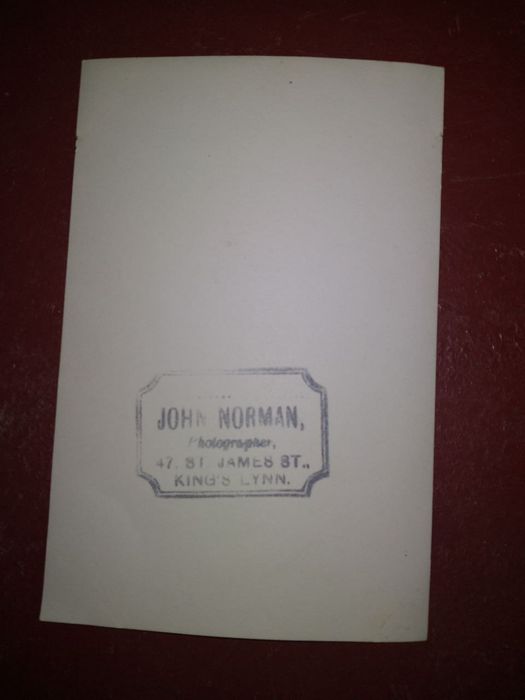 JOHN NORMAN,
Photographer,
47, ST. JAMES ST.,
KING'S LYNN.